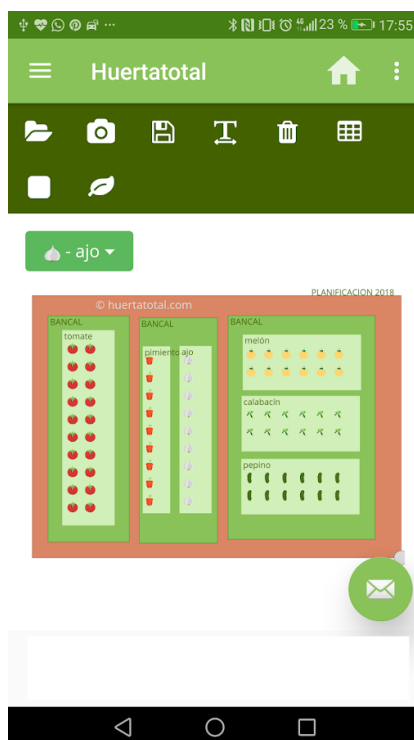 23 % 17:55
Huertatotal
T
- ajo
PLANIFICACION 2018
© huertatotal.com
BANCAL
BANCAL
BANCAL
tomate
pimiento ajo
melón
calabacín
pepino